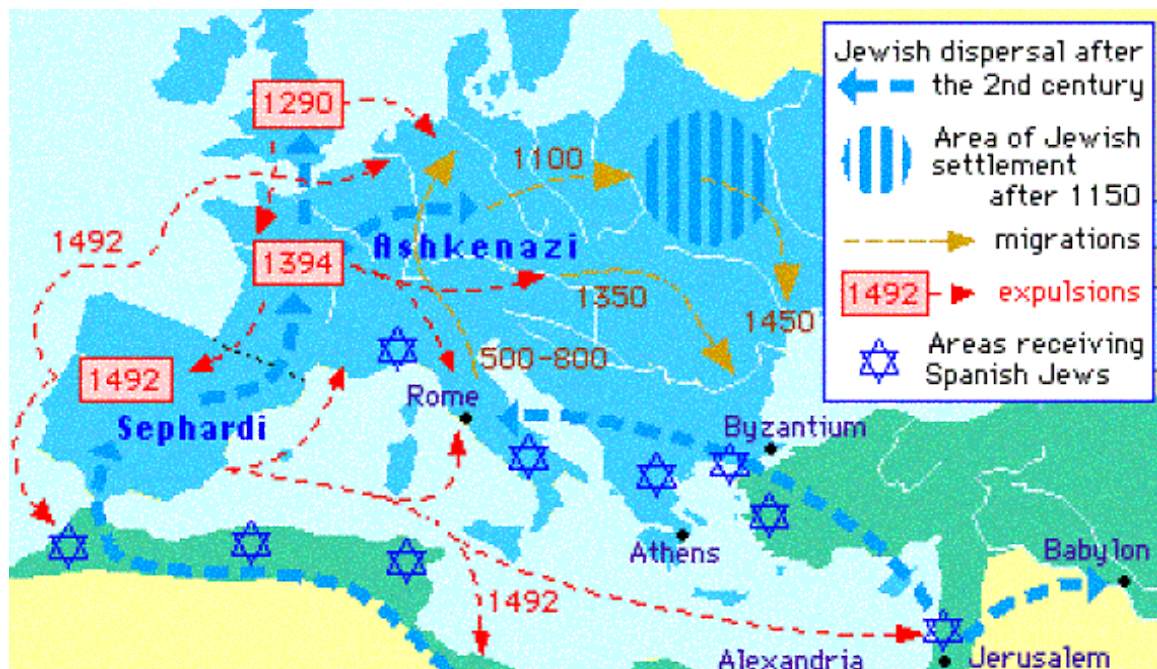 Jewish dispersal after
the 2nd century
Area of Jewish
settlement
after 1150
migrations
1492
expulsions
Areas receiving
Spanish Jews
1290
1100
1492
Ashkenazi
1394
1350
1450
500-800
1492
Rome
Sephardi
Byzantium
Athens
Babylon
1492
Alexandria
Jerusalem